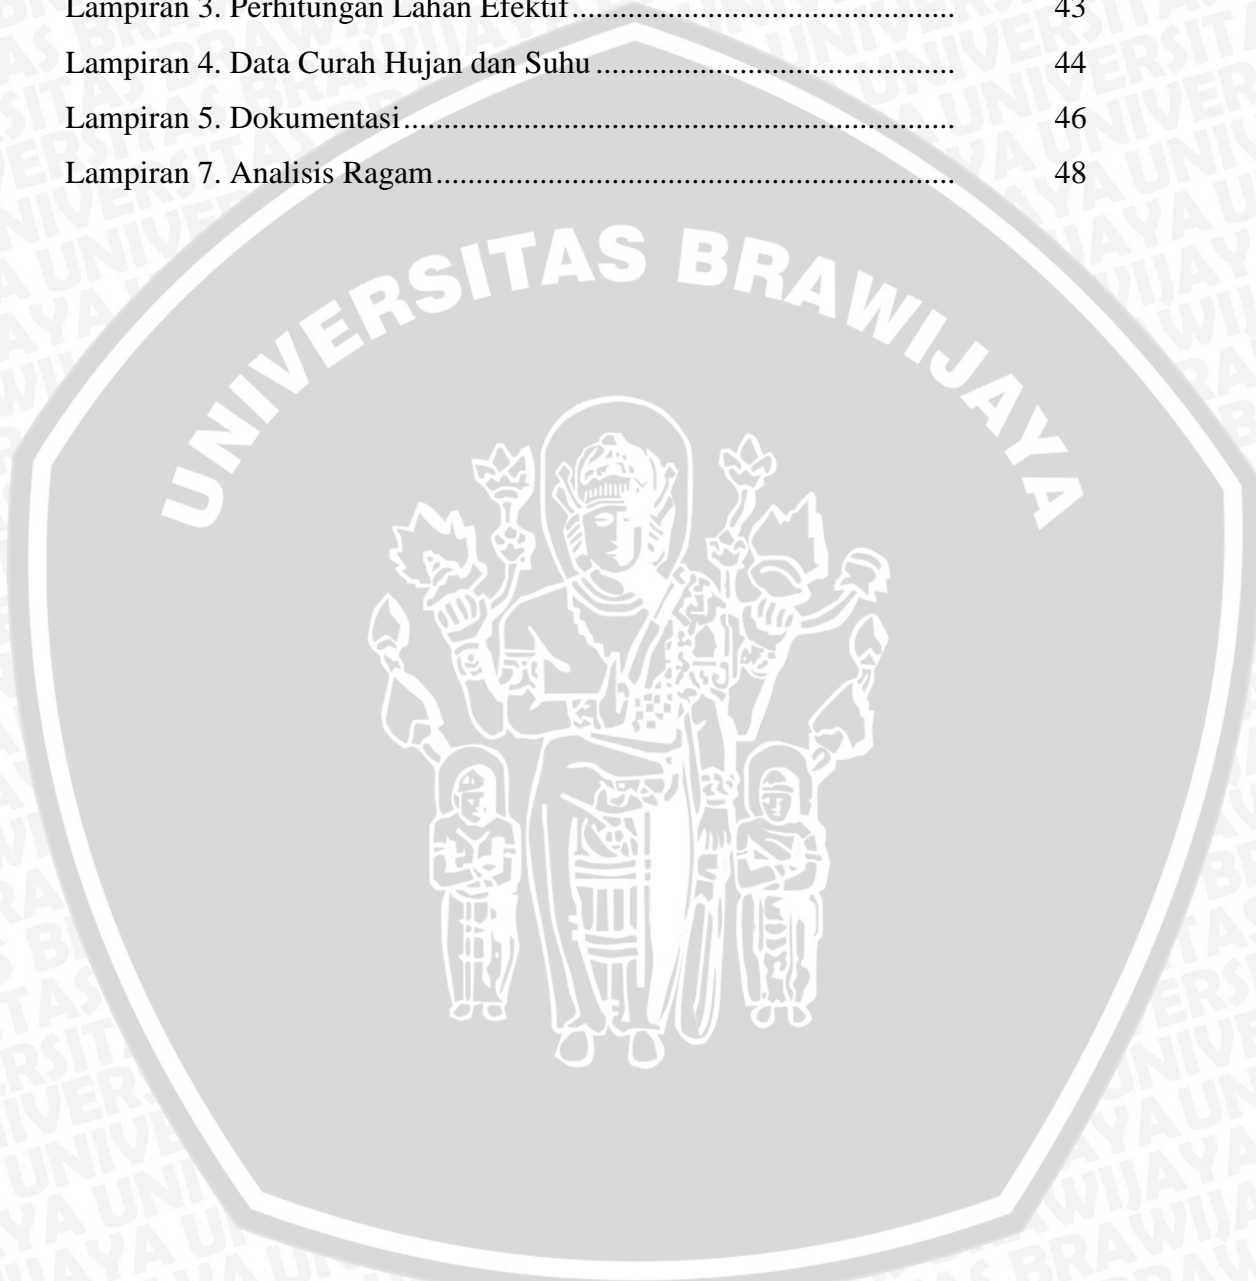 Lampiran 3. Perhitungan Lahan Efektif................................................ 43
Lampiran 4. Data Curah Hujan dan Suhu ............................................. 44
Lampiran 5. Dokumentasi..................................................................... 46
Lampiran 7. Analisis Ragam................................................................. 48
UNIVERSITAS BRAWIJAYA